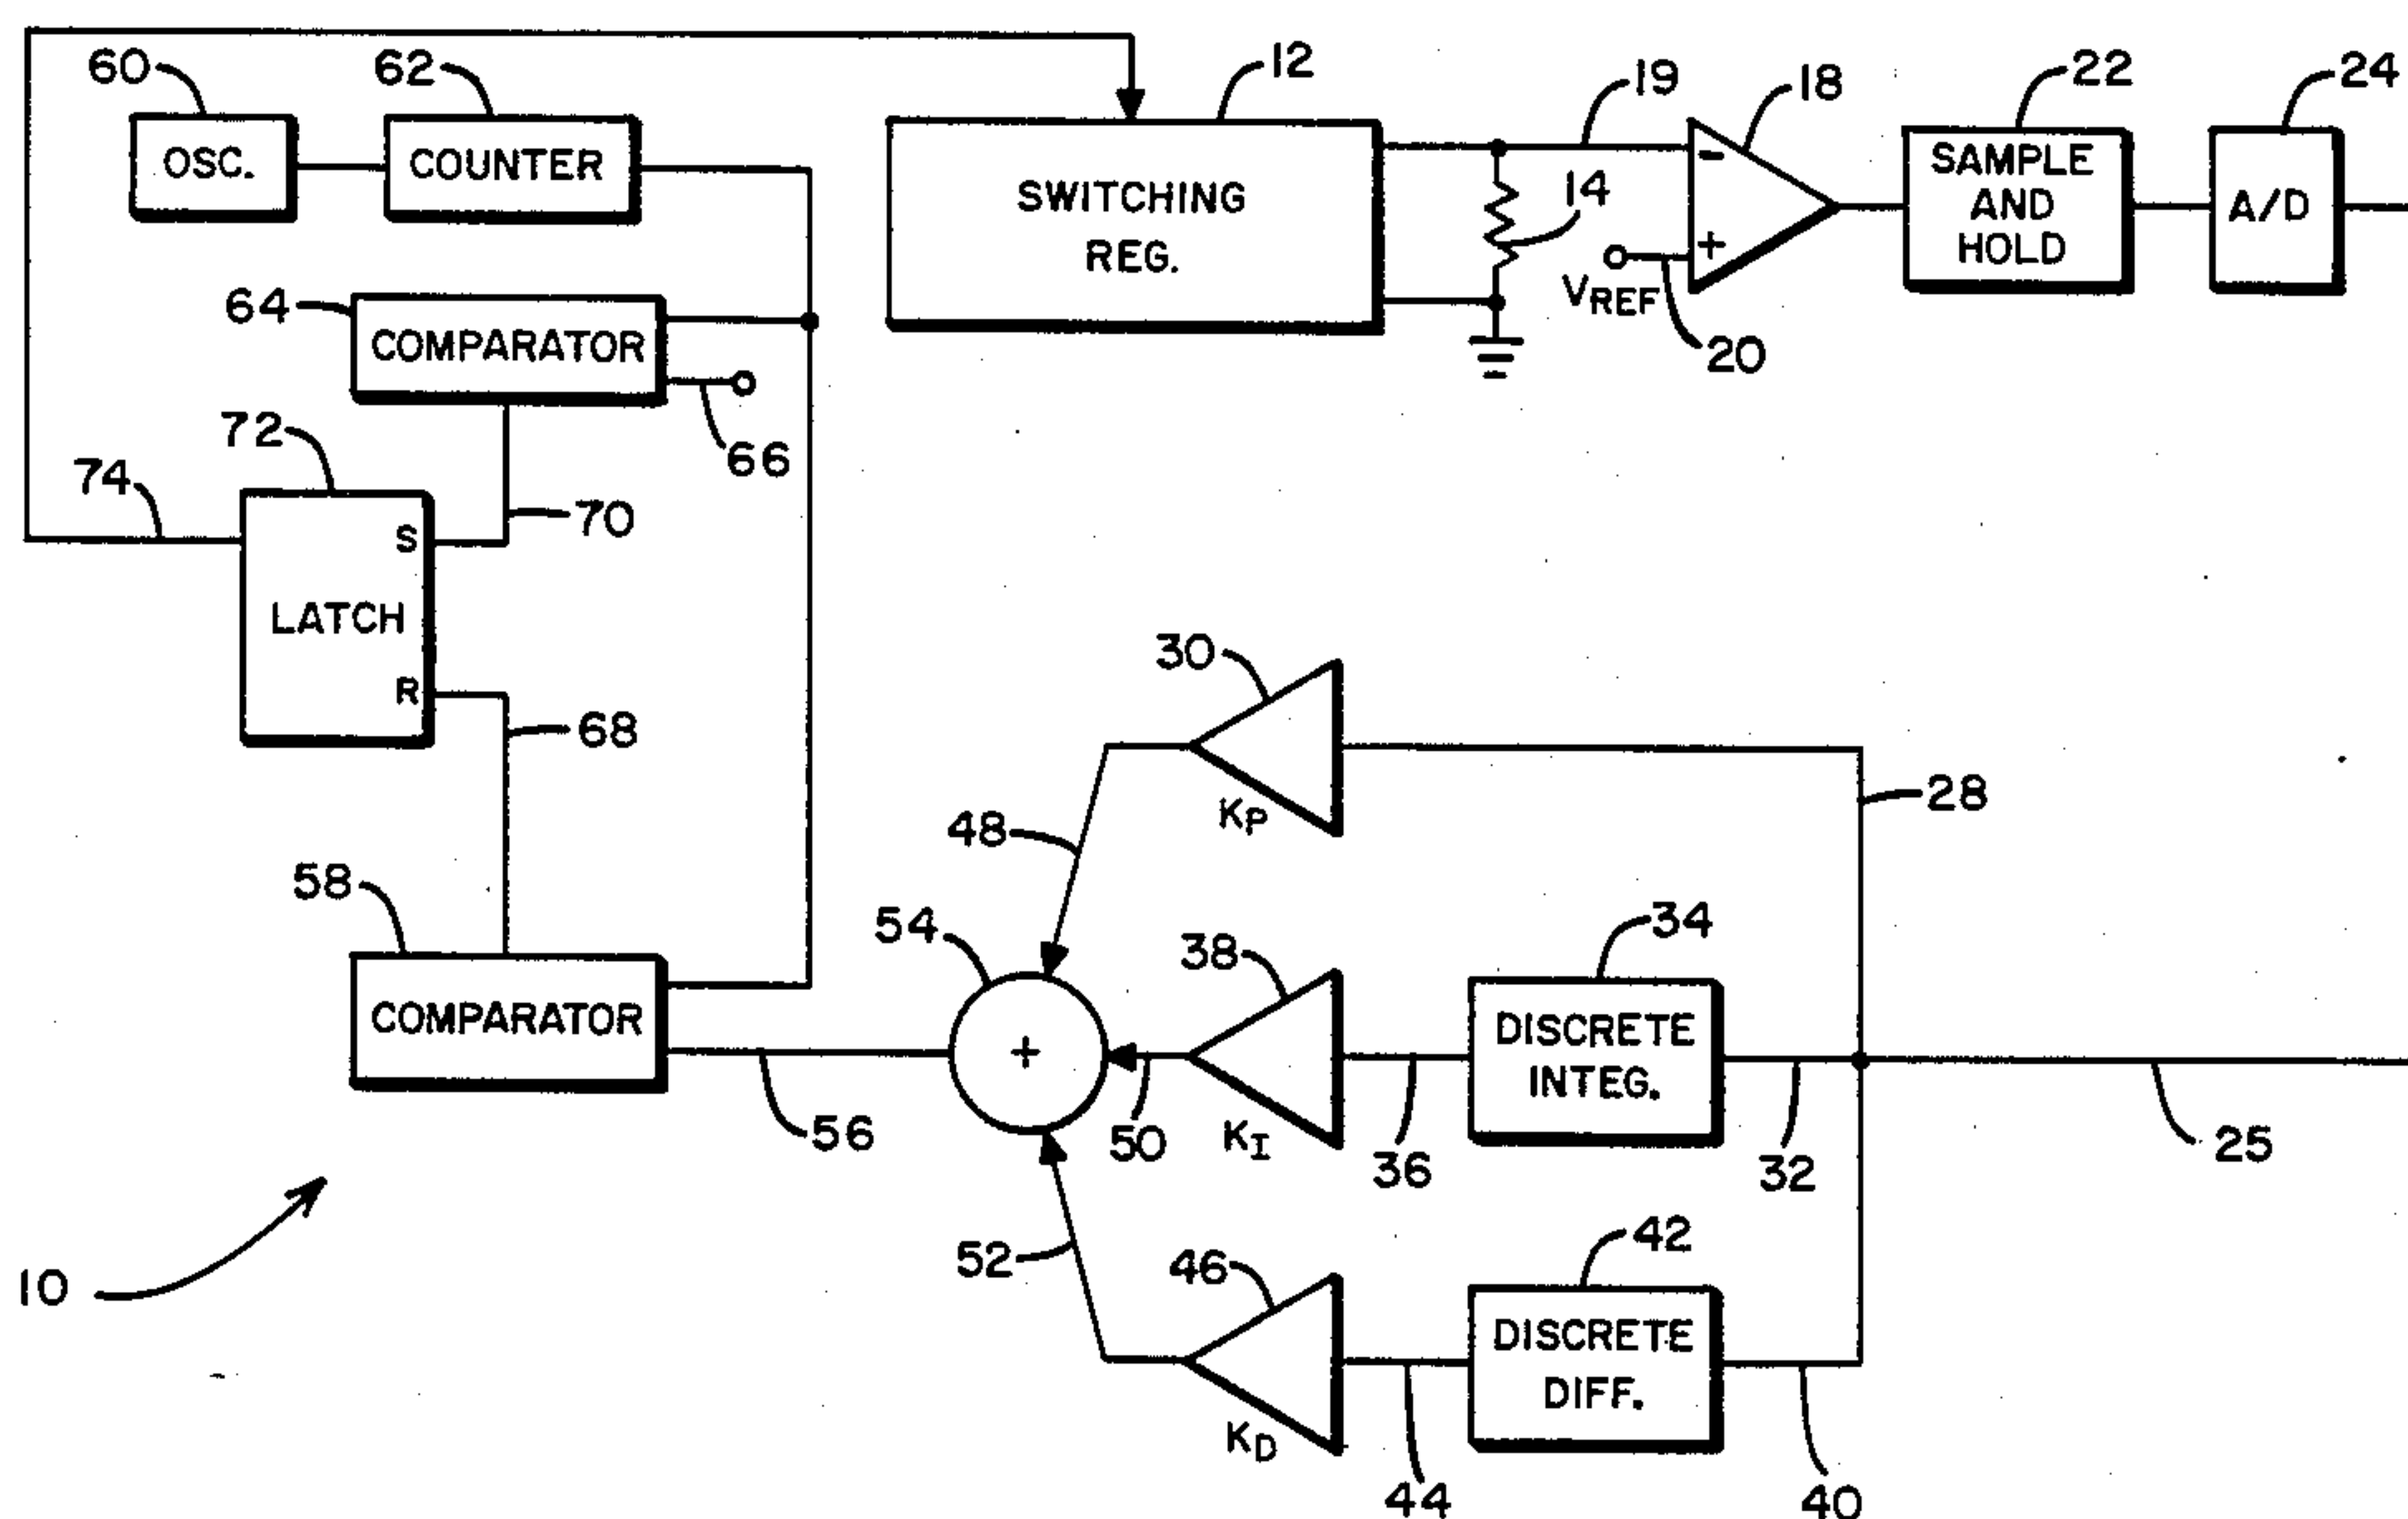 60
62
12
19
18
22
24
OSC.
COUNTER
SWITCHING
REG.
14
-
+
VREF
20
SAMPLE
AND
HOLD
A/D
64
COMPARATOR
66
72
74
70
S
LATCH
R
68
30
KP
28
48
58
COMPARATOR
54
+
56
38
KI
50
34
DISCRETE
INTEG.
36
32
25
10
52
46
KD
42
DISCRETE
DIFF.
44
40